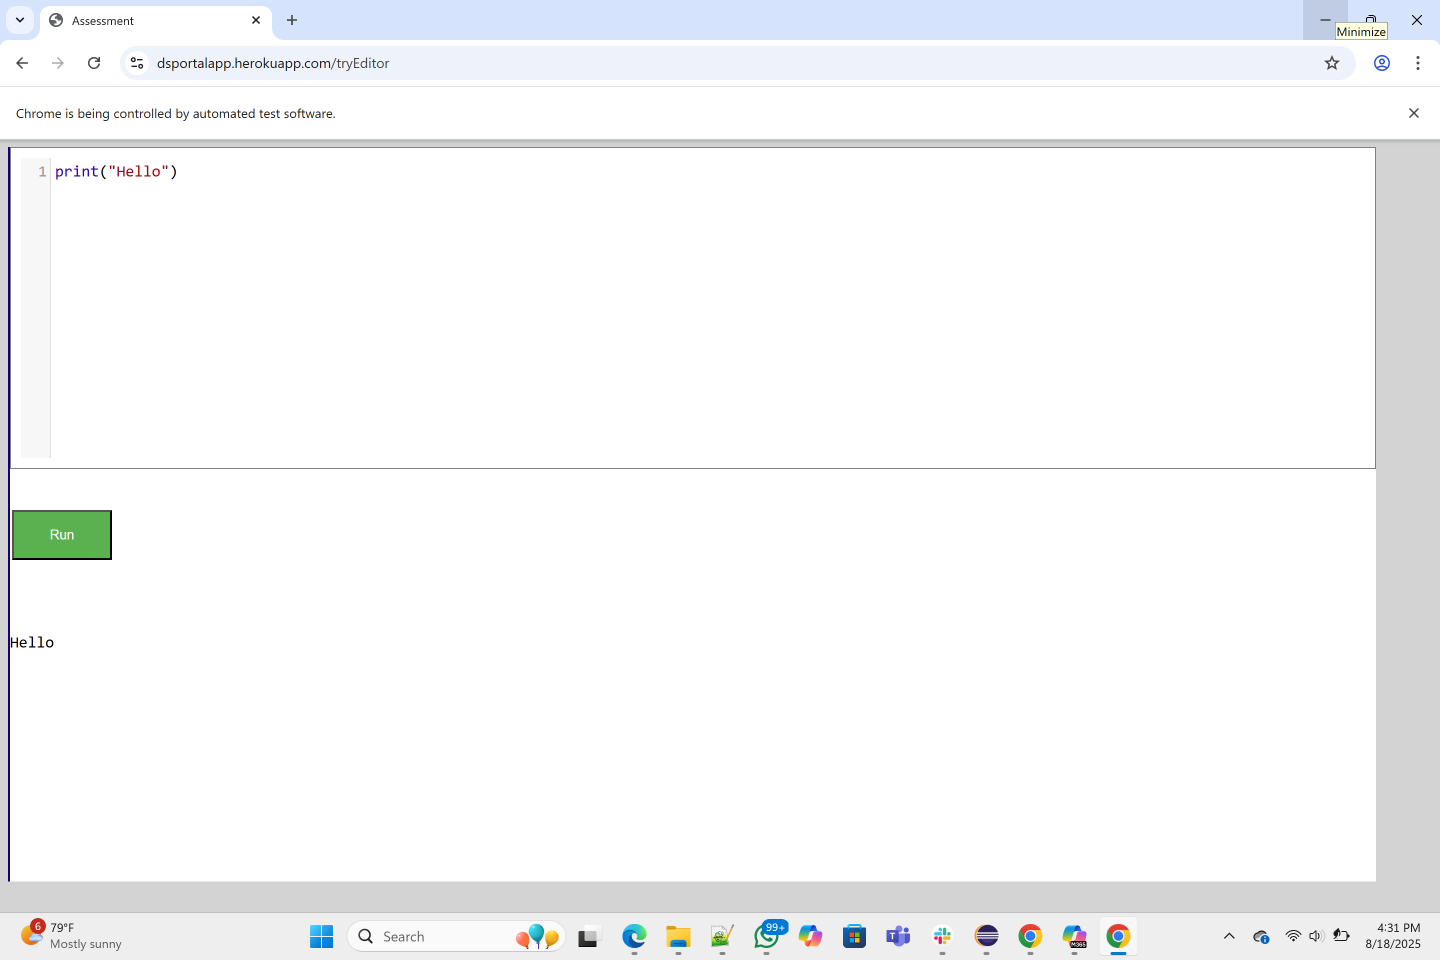 Assessment
Minimize
dsportalapp.herokuapp.com/tryEditor
Chrome is being controlled by automated test software.
1 print("Hello")
Run
Hello
6
79°F
Mostly sunny
Search
99+
M365
4:31 PM
8/18/2025